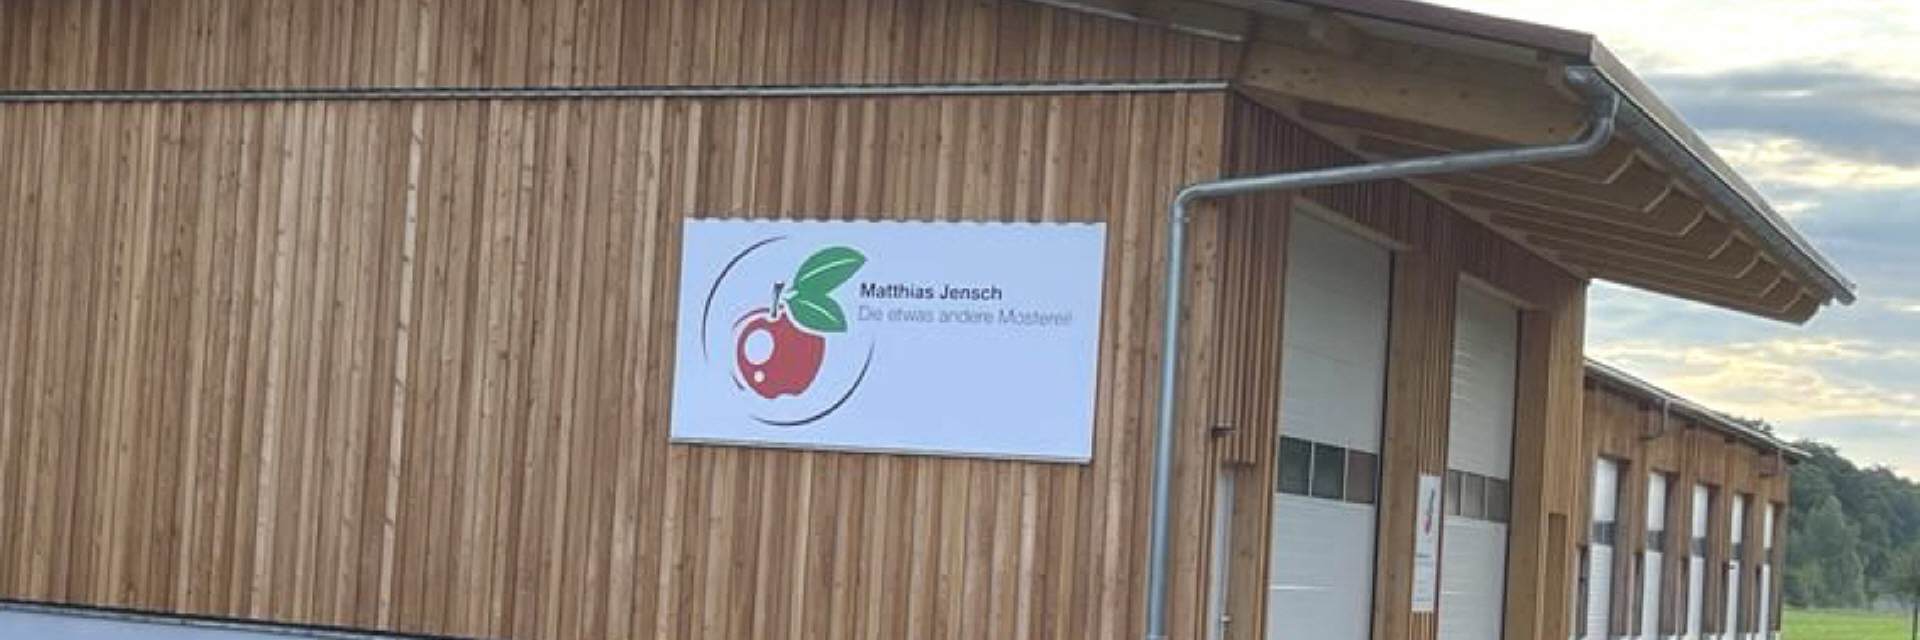 Matthias Jensch
Die etwas andere Mosterei!